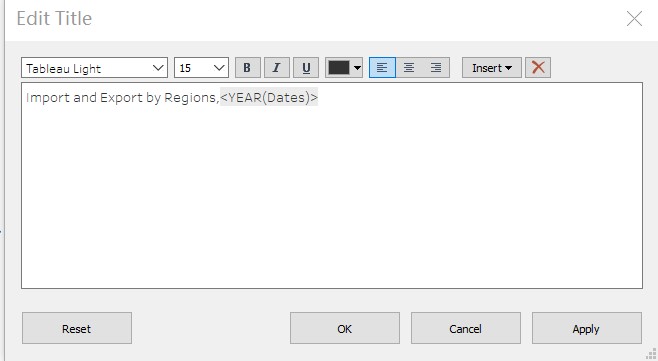 Edit Title
Tableau Light 15 B I U Insert
Import and Export by Regions,<YEAR(Dates)>
Reset OK Cancel Apply